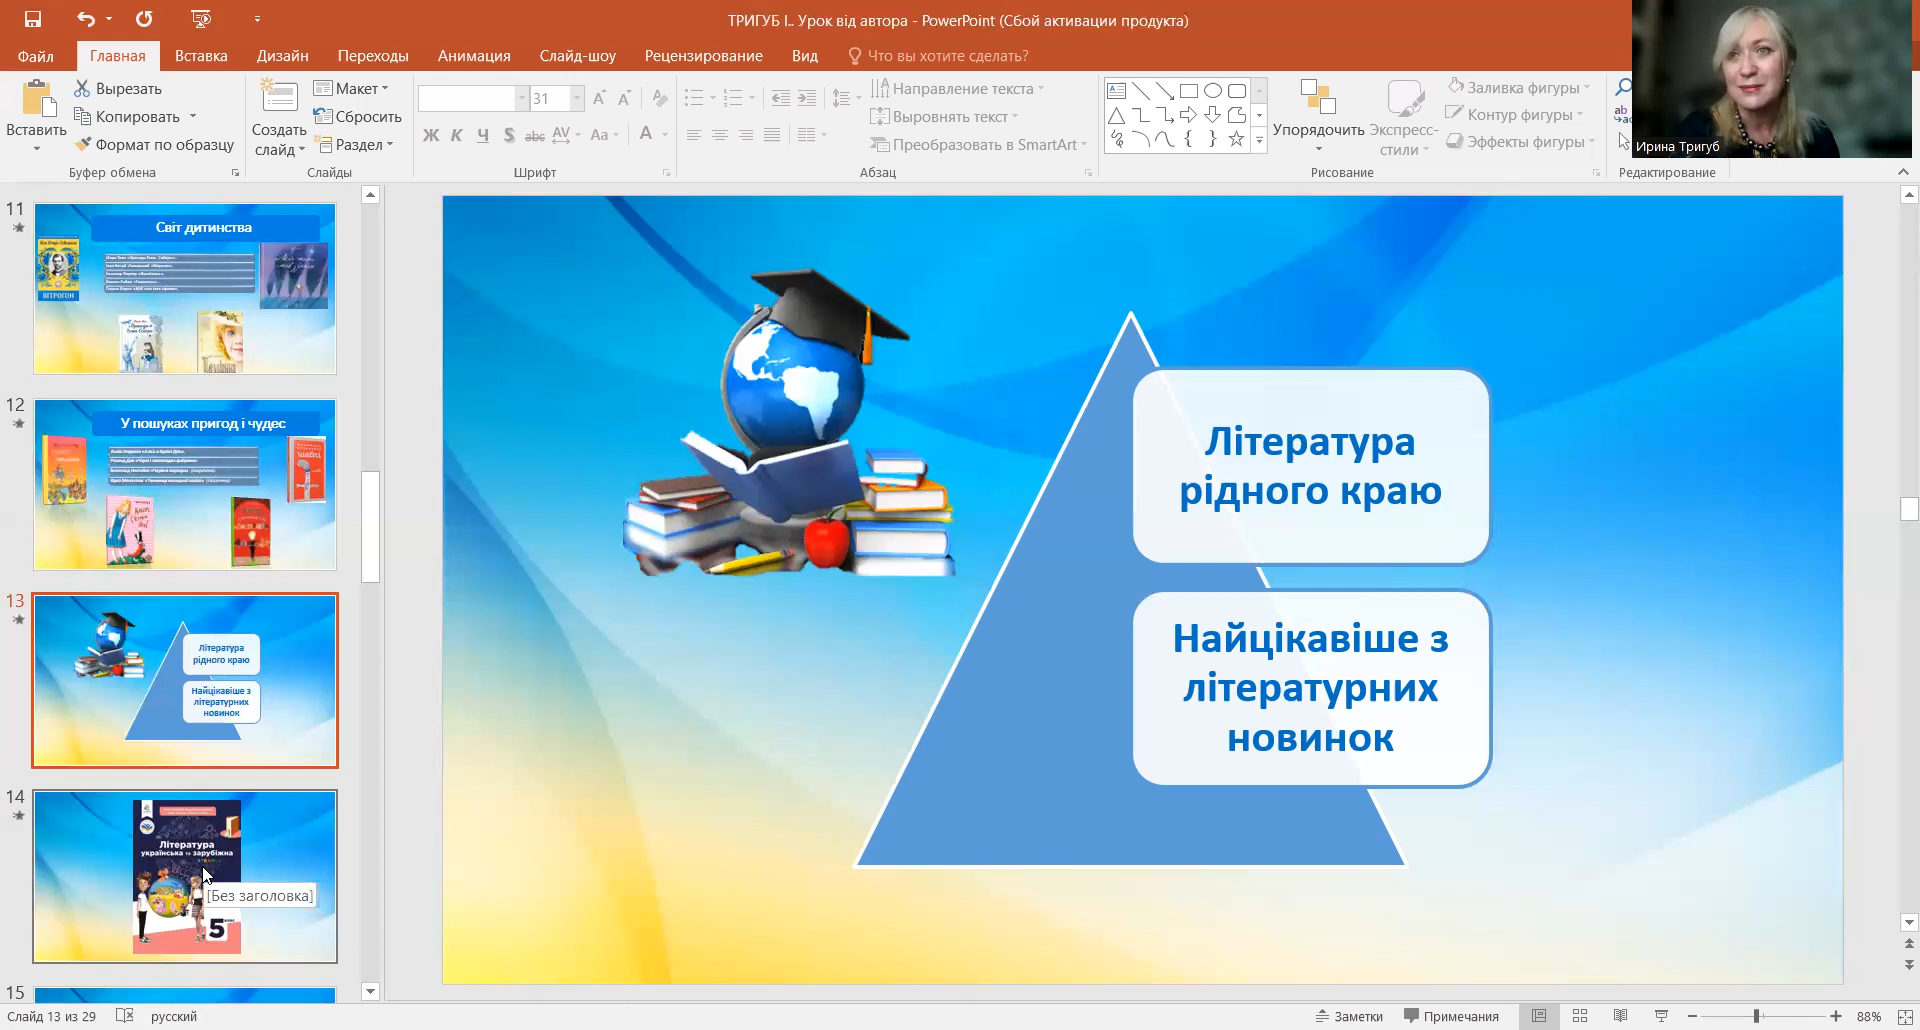 ТРИГУБ І.. Урок від автора - PowerPoint (Сбой активации продукта)
Файл
Главная
Вставка
Дизайн
Переходы
Анимация
Слайд-шоу
Рецензирование
Вид
Что вы хотите сделать?
Вставить
Вырезать
Копировать
Формат по образцу
Буфер обмена
Создать
слайд
Макет
Сбросить
Раздел
Слайды
31
Ж К Ч S abc AV Aa А
Шрифт
Направление текста
Выровнять текст
Преобразовать в SmartArt
Абзац
Упорядочить
Экспресс-
стили
Заливка фигуры
Контур фигуры
Эффекты фигуры
Рисование
Редактирование
Ирина Тригуб
11
Світ дитинства
ВІТРОГОН
12
У пошуках пригод і чудес
13
Література
рідного краю
Найцікавіше з
літературних
новинок
14
Література
українська та зарубіжна
5
[Без заголовка]
15
Література
рідного краю
Найцікавіше з
літературних
новинок
Слайд 13 из 29
русский
Заметки
Примечания
88%